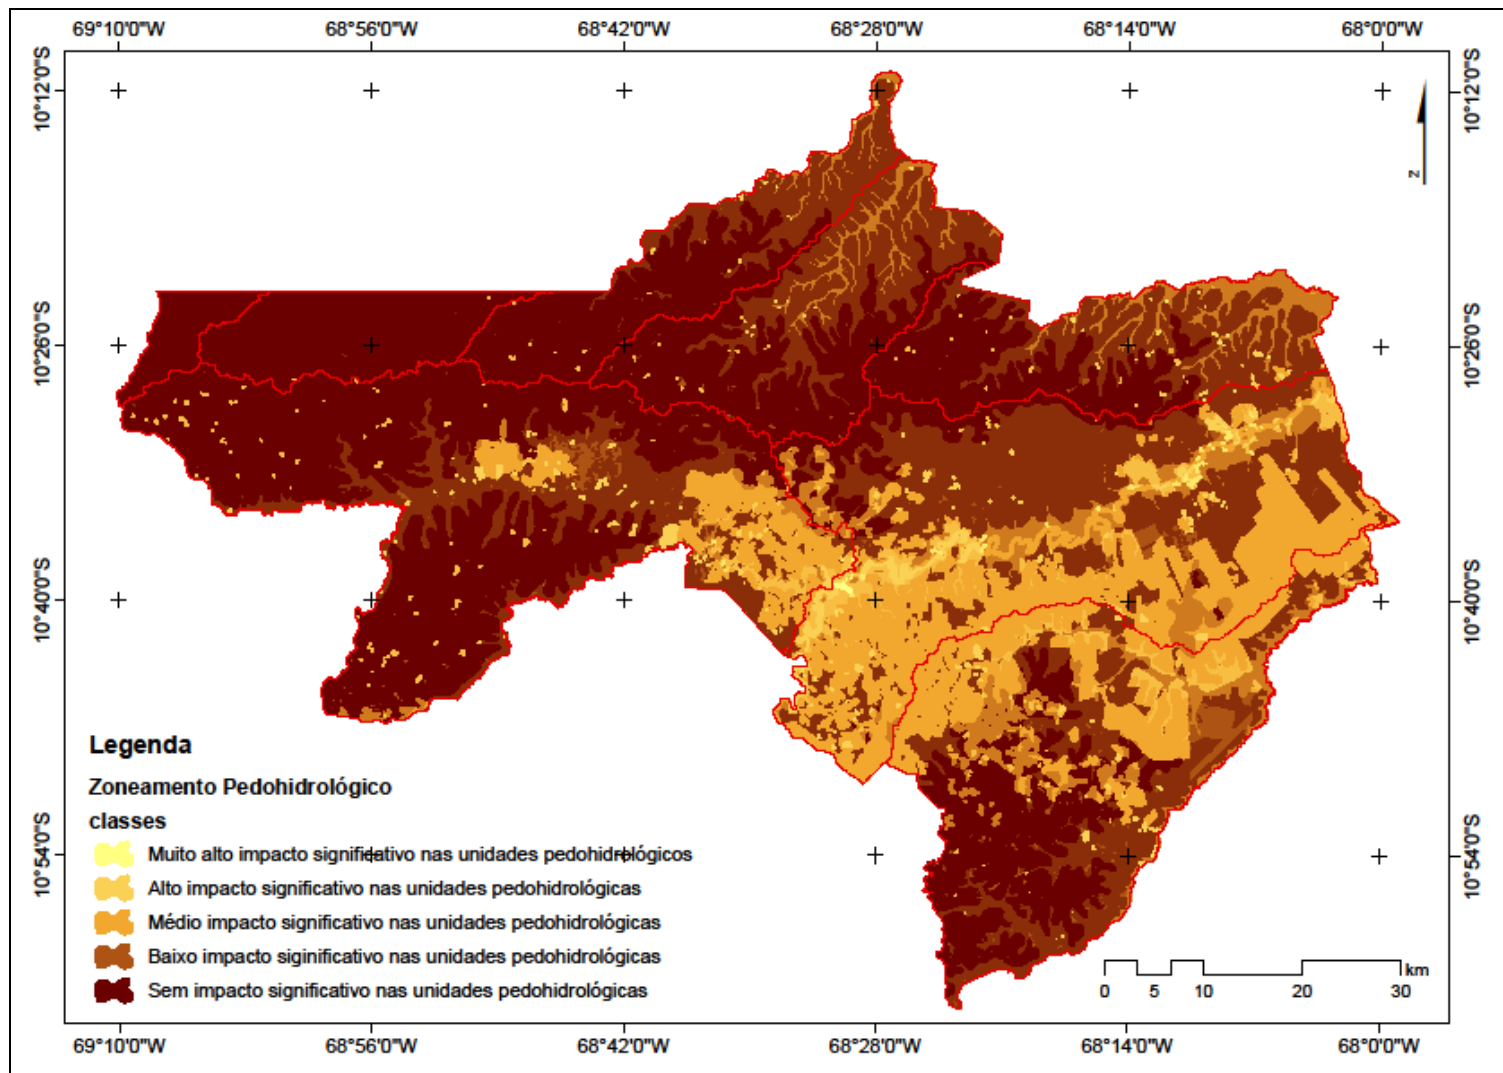 69°10'0"W 68°56'0"W 68°42'0"W 68°28'0"W 68°14'0"W 68°0'0"W
10°12'0"S 10°12'0"S
z
10°26'0"S 10°26'0"S
10°40'0"S 10°40'0"S
Legenda
Zoneamento Pedohidrológico
classes
10°54'0"S 10°54'0"S
Muito alto impacto significativo nas unidades pedohidrológicos
Alto impacto significativo nas unidades pedohidrológicas
Médio impacto significativo nas unidades pedohidrológicas
Baixo impacto siginificativo nas unidades pedohidrológicas
Sem impacto significativo nas unidades pedohidrológicas
km
0 5 10 20 30
69°10'0"W 68°56'0"W 68°42'0"W 68°28'0"W 68°14'0"W 68°0'0"W